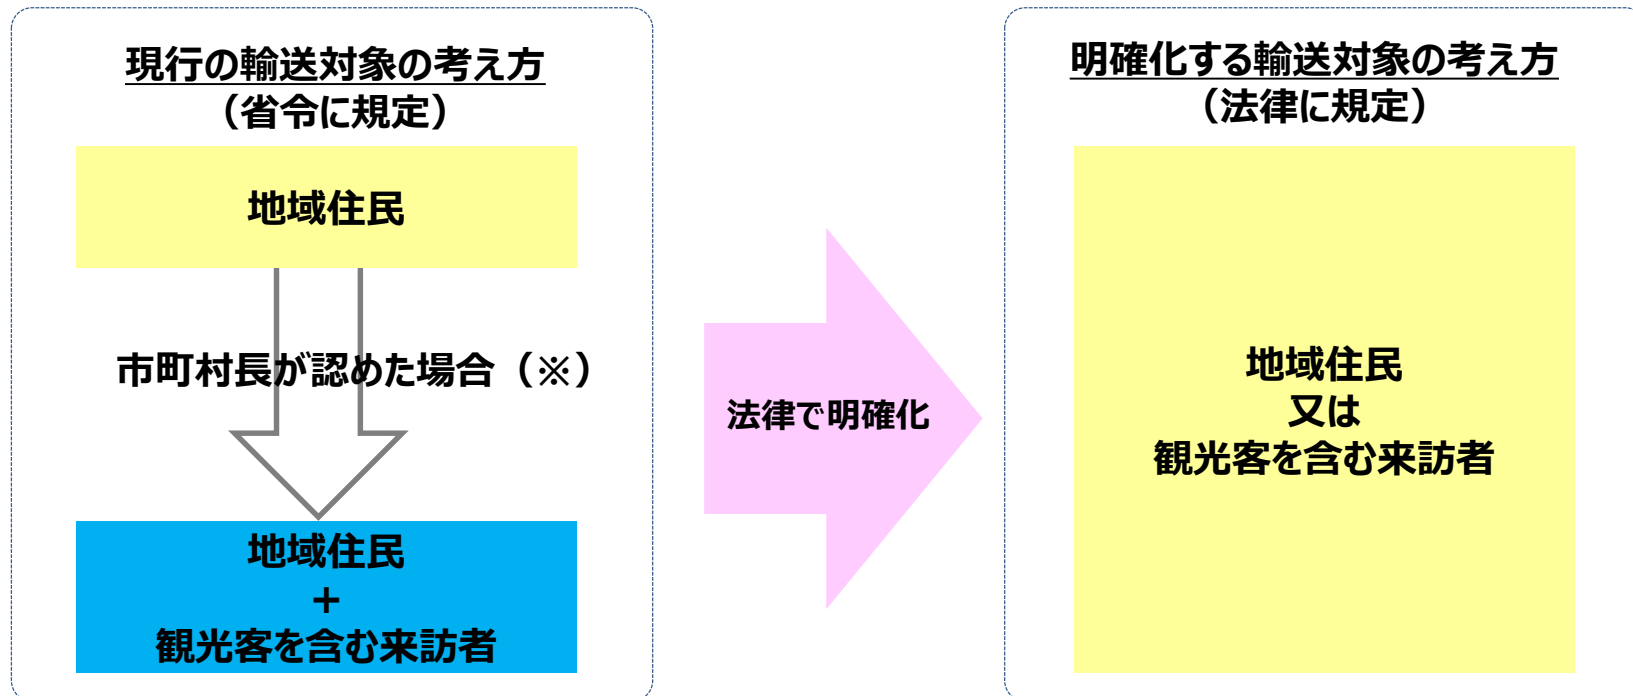 現行の輸送対象の考え方
（省令に規定）
地域住民
市町村長が認めた場合（※）
地域住民
+
観光客を含む来訪者
法律で明確化
明確化する輸送対象の考え方
（法律に規定）
地域住民
又は
観光客を含む来訪者